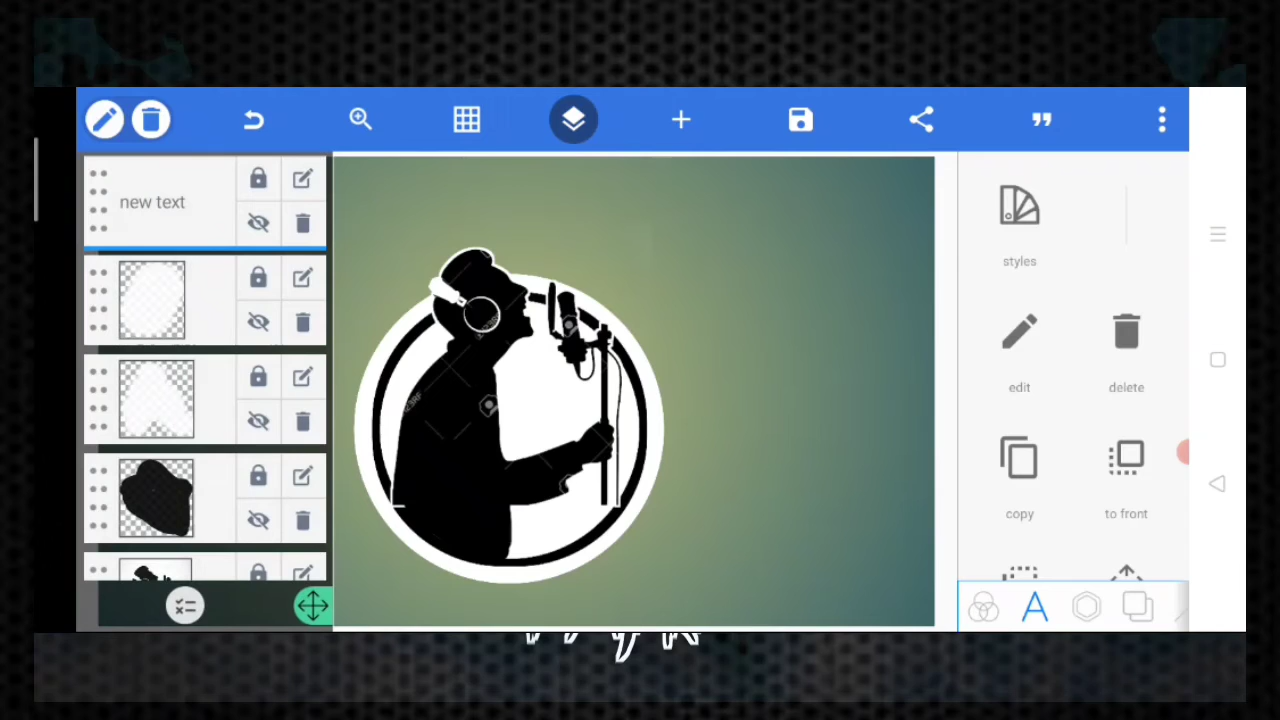 new text
styles
edit
delete
copy
to front